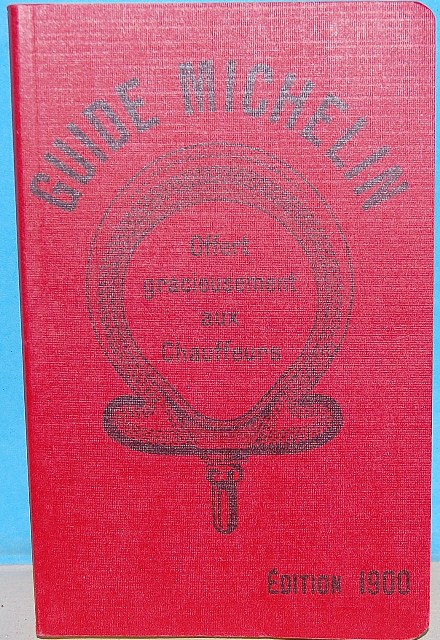 GUIDE MICHELIN
Offert
gracieusement
aux
Chauffeurs
ÉDITION 1900